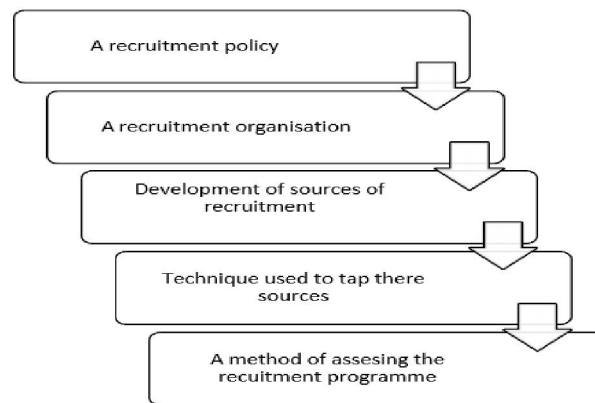 A recruitment policy
A recruitment organisation
Development of sources of
recruitment
Technique used to tap there
sources
A method of assesing the
recuitment programme